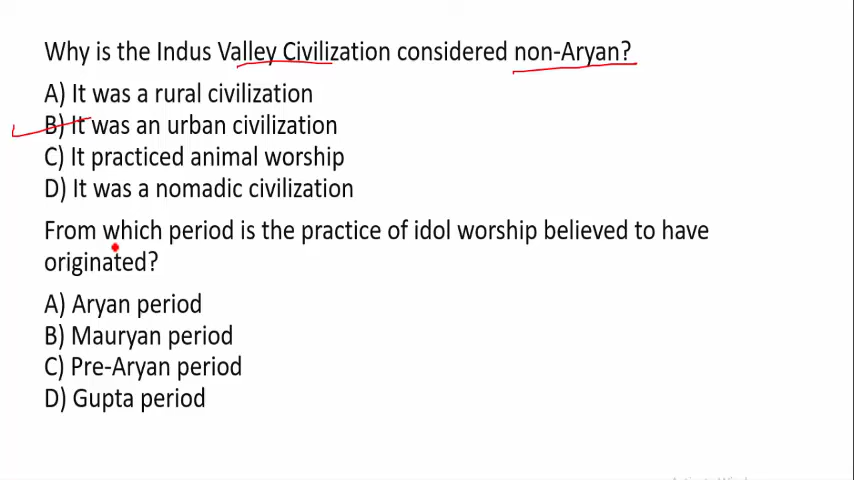 Why is the Indus Valley Civilization considered non-Aryan?
A) It was a rural civilization
B) It was an urban civilization
C) It practiced animal worship
D) It was a nomadic civilization
From which period is the practice of idol worship believed to have
originated?
A) Aryan period
B) Mauryan period
C) Pre-Aryan period
D) Gupta period